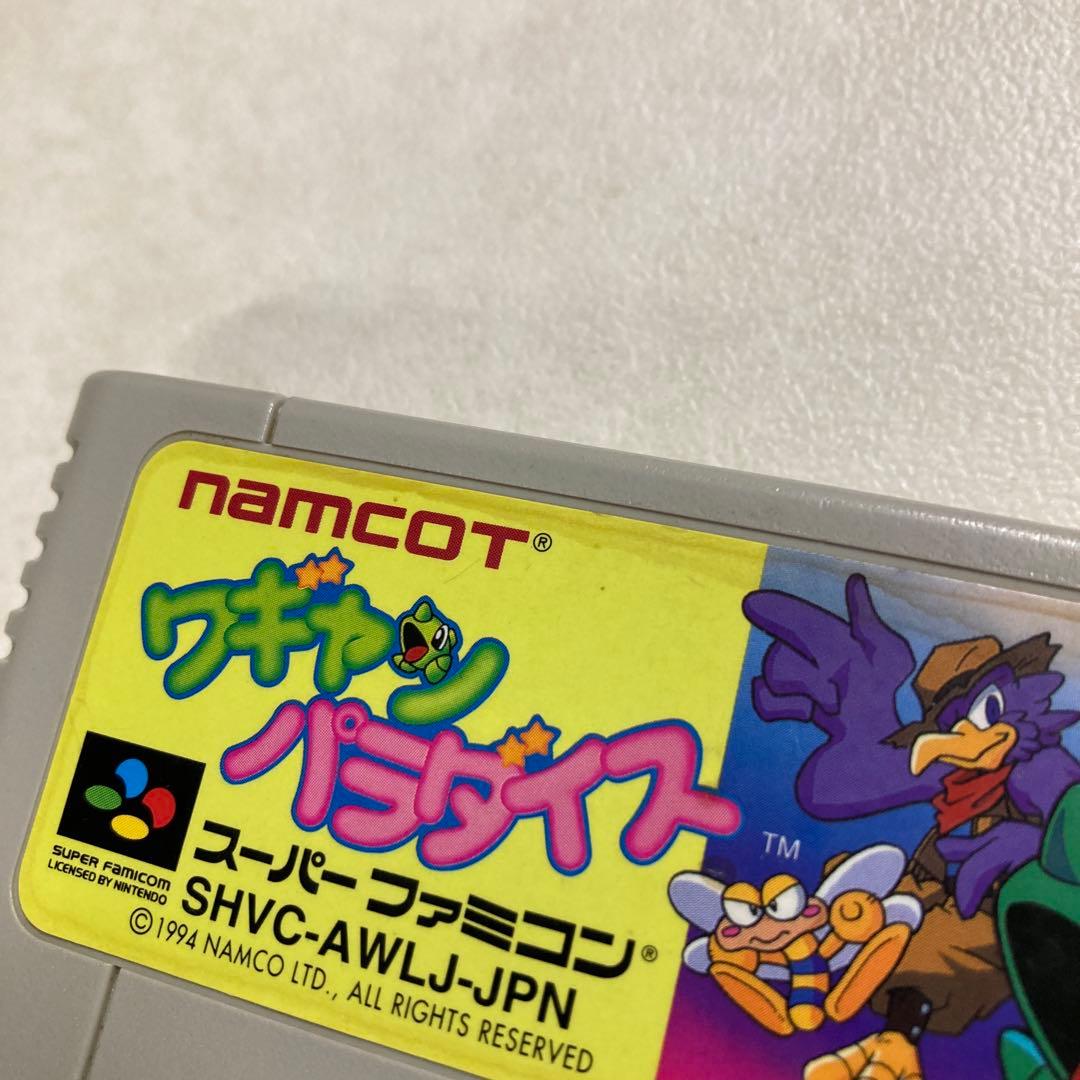 namcoT®
ワギャン
パラダイス
TM
SUPER Famicom
LICENSED BY NINTENDO
スーパーファミコン®
SHVC-AWLJ-JPN
©1994 NAMCO LTD., ALL RIGHTS RESERVED